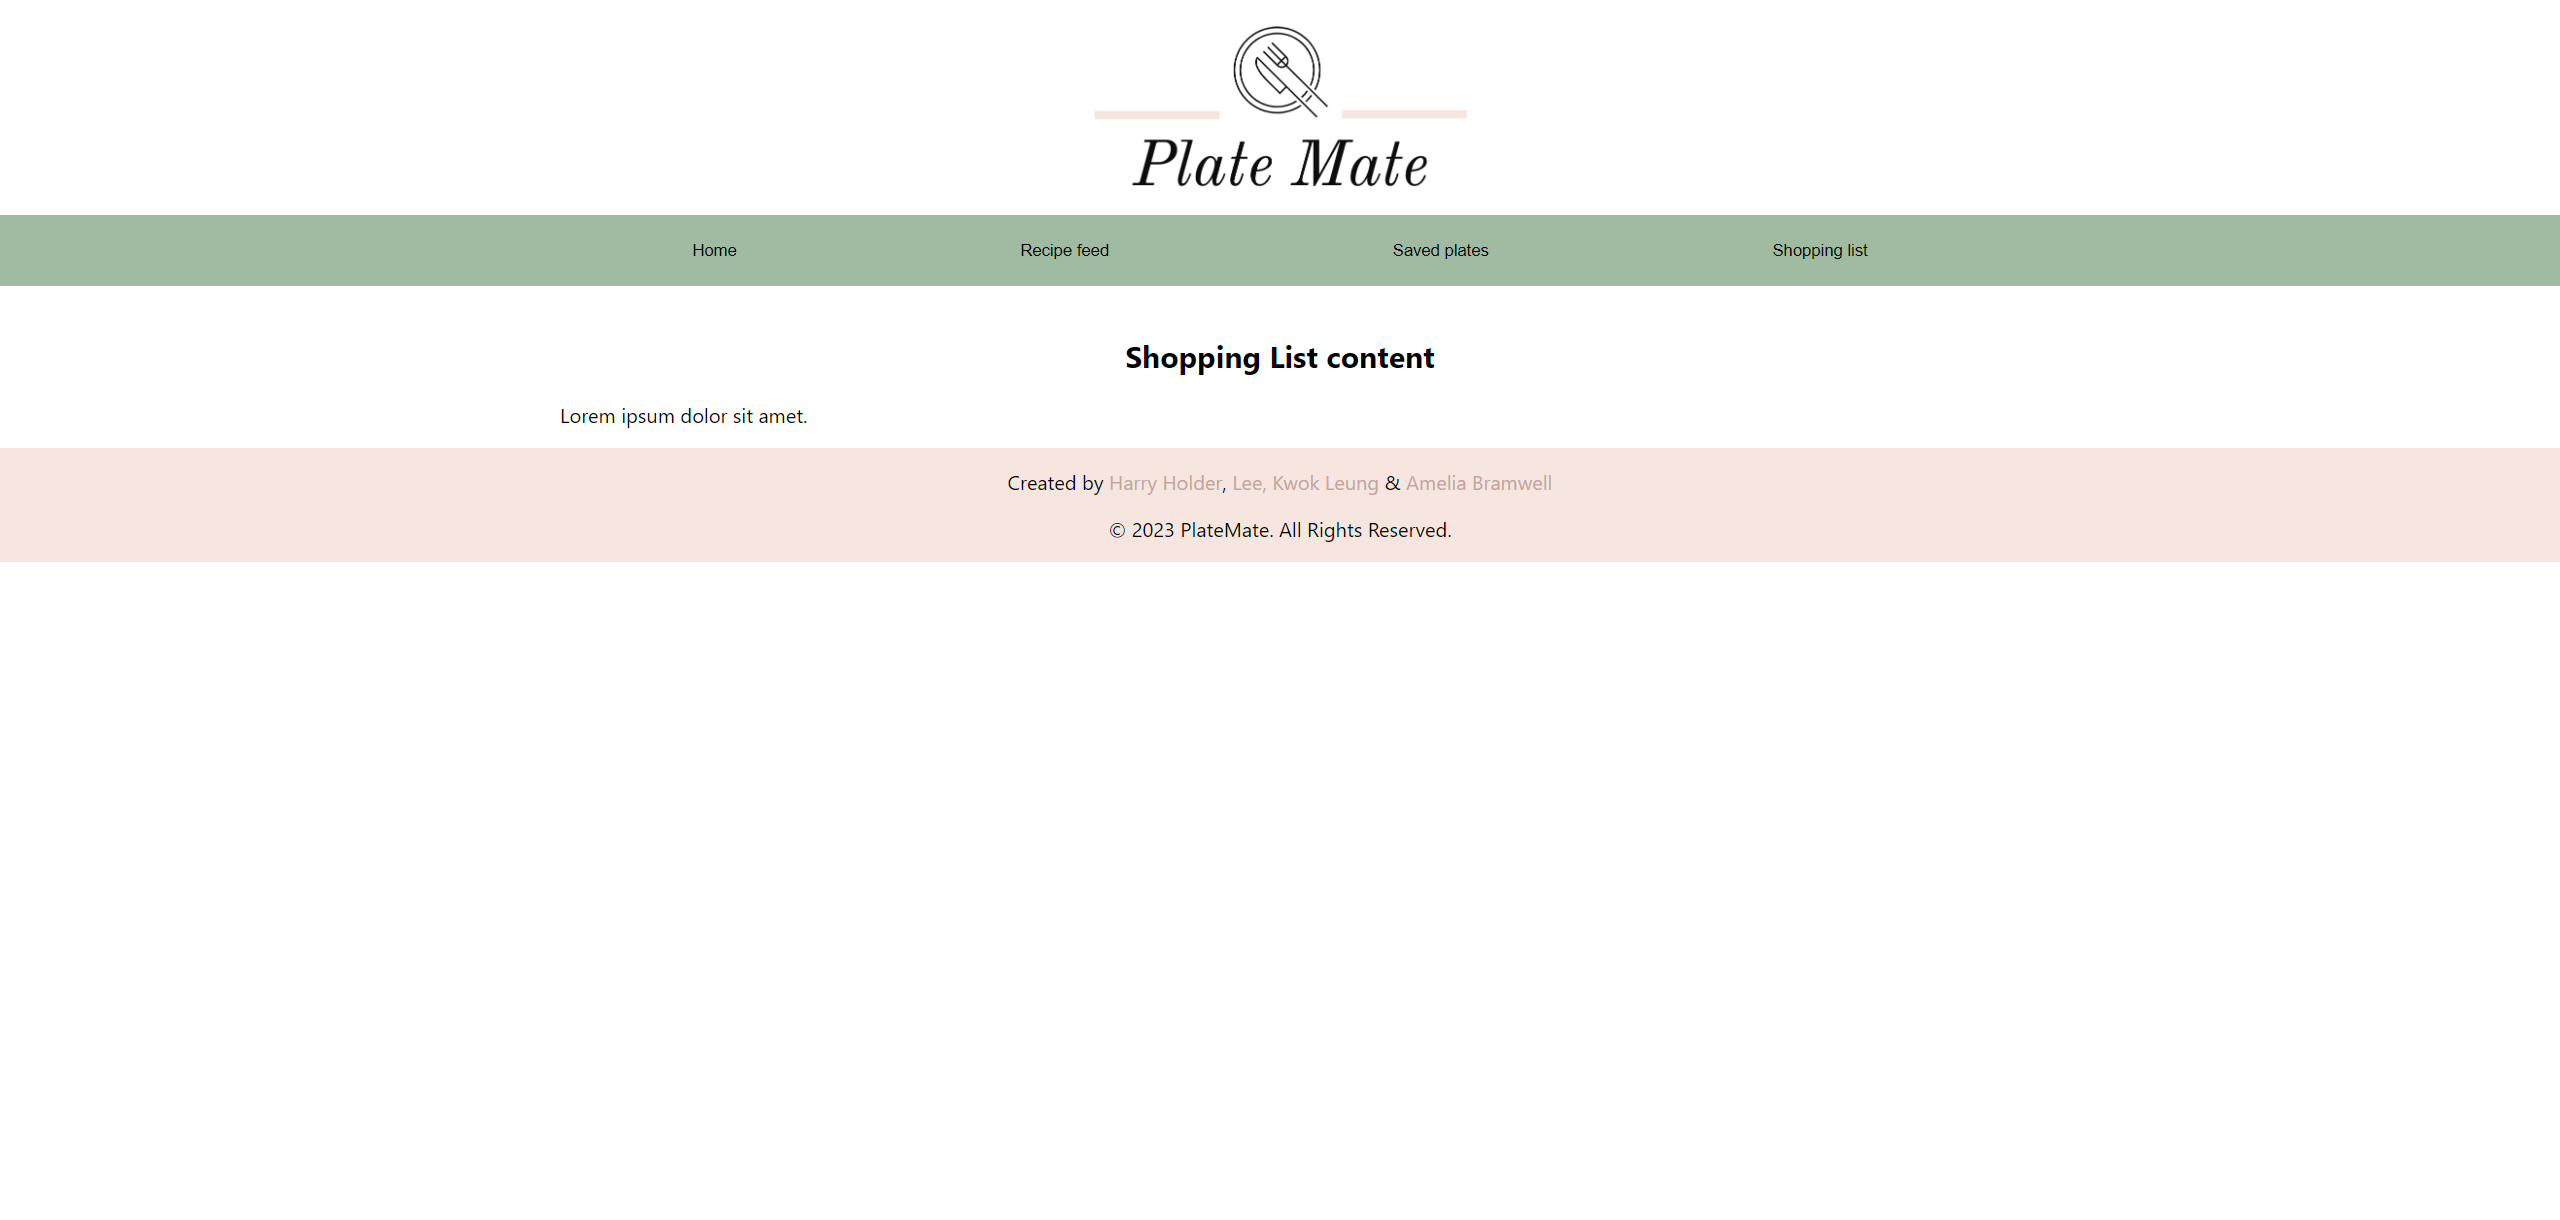 Plate Mate
Home Recipe feed Saved plates Shopping list
Shopping List content
Lorem ipsum dolor sit amet.
Created by Harry Holder, Lee, Kwok Leung & Amelia Bramwell
© 2023 PlateMate. All Rights Reserved.